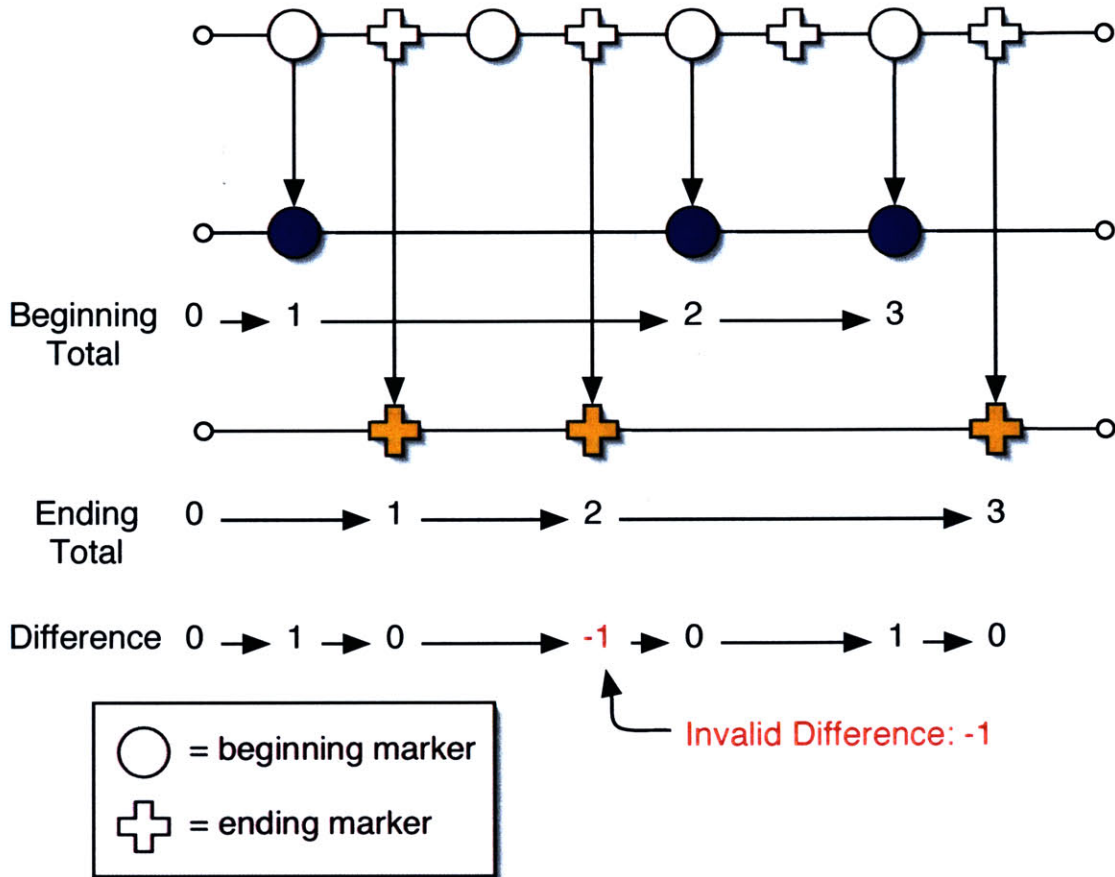 Beginning 0 1 2 3
Total
Ending 0 1 2 3
Total
Difference 0 1 0 -1 0 1 0
Invalid Difference: -1
= beginning marker
= ending marker